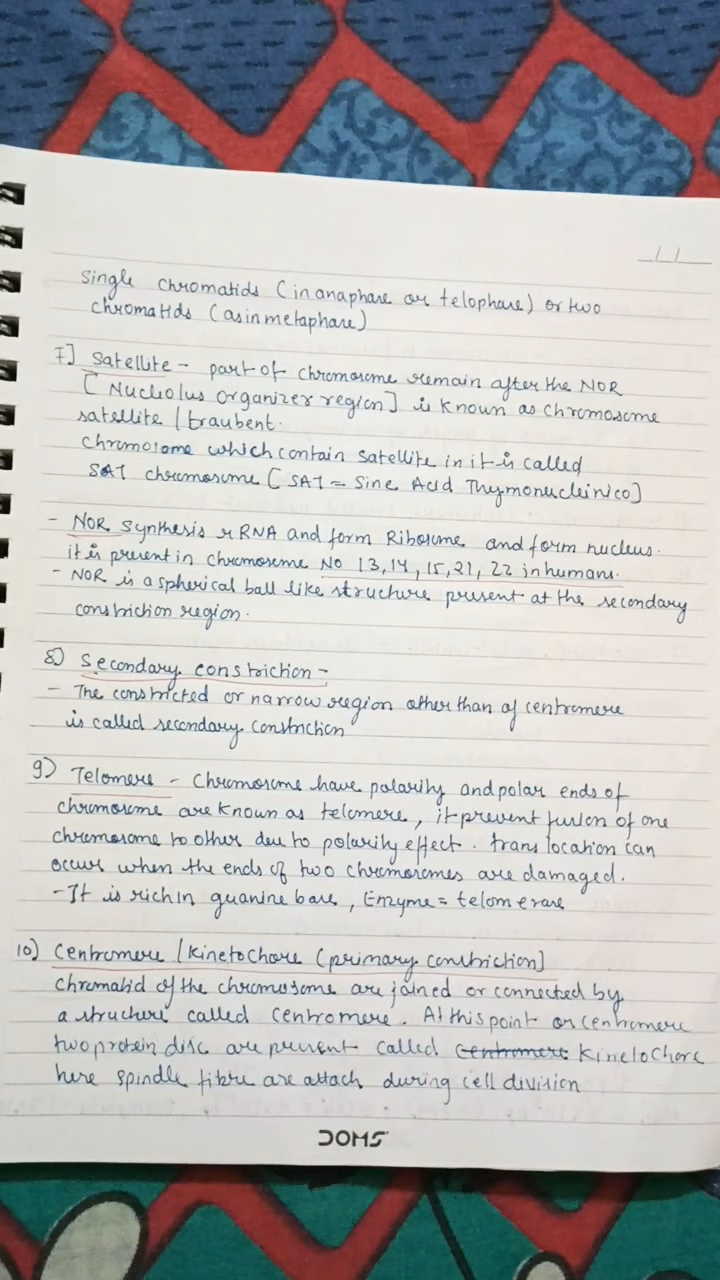 Single chromatids (in anaphase or telophase) or two
chromatids (as in metaphase)
7] Satellite - part of chromosome remain after the NOR
[Nucleolus organizer region] is known as chromosome
satellite / traubent.
chromosome which contain satellite in it is called
SAT chromosome [SAT = Sine Acid Thymonucleinico]
- NOR synthesis rRNA and form Ribosome and form nucleus.
it is present in chromosome No 13, 14, 15, 21, 22 in humans.
- NOR is a spherical ball like structure present at the secondary
constriction region.
8) Secondary constriction -
- The constricted or narrow region other than of centromere
is called secondary constriction
9) Telomere - Chromosome have polarity and polar ends of
chromosome are known as telomere, it prevent fusion of one
chromosome to other due to polarity effect. translocation can
occur when the ends of two chromosomes are damaged.
- It is rich in guanine base, Enzyme = telomerase
10) Centromere / kinetochore (primary constriction]
Chromatid of the chromosome are joined or connected by
a structure called centromere. At this point or centromere
two protein disc are present called centromere kinetochore
here spindle fibre are attach during cell division
DOMS